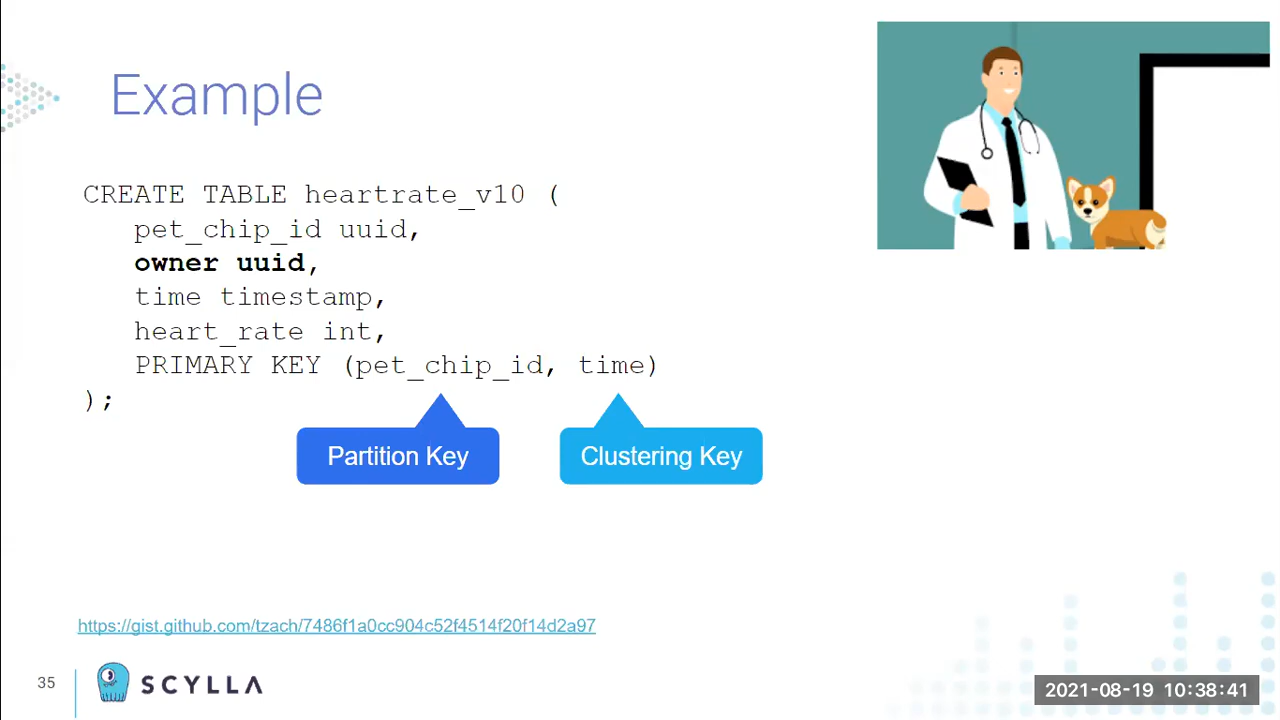 Example
CREATE TABLE heartrate_v10 (
pet_chip_id uuid,
owner uuid,
time timestamp,
heart_rate int,
PRIMARY KEY (pet_chip_id, time)
);
Partition Key
Clustering Key
https://gist.github.com/tzach/7486f1a0cc904c52f4514f20f14d2a97
35
SCYLLA
2021-08-19 10:38:41